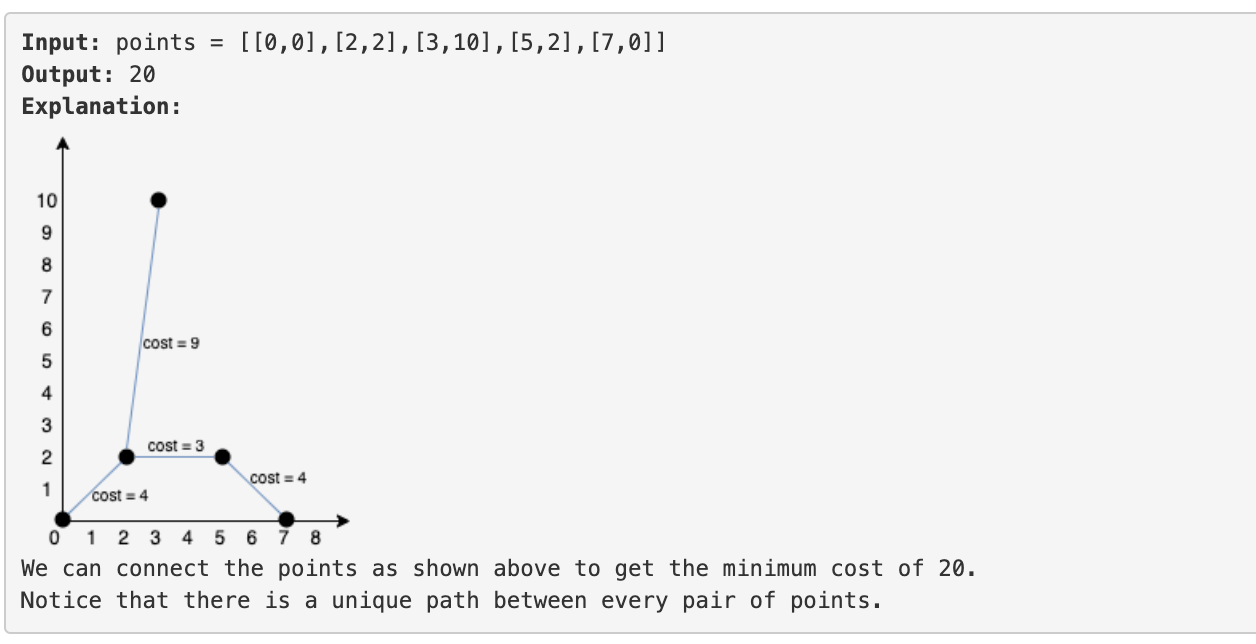 Input: points = [[0,0],[2,2],[3,10],[5,2],[7,0]]
Output: 20
Explanation:
10
9
8
7
6
cost = 9
5
4
3
cost = 3
2
cost = 4
1
cost = 4
0 1 2 3 4 5 6 7 8
We can connect the points as shown above to get the minimum cost of 20.
Notice that there is a unique path between every pair of points.